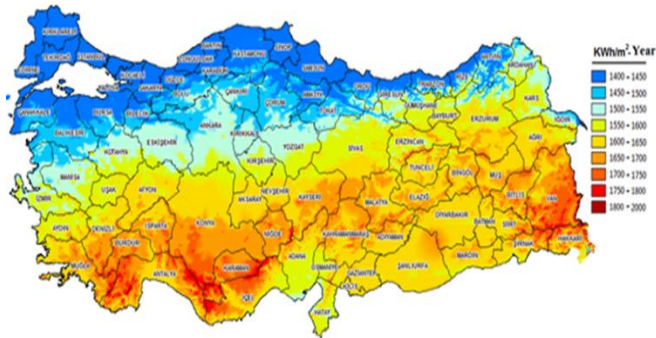 KIRKLARELİ
TEKİRDAĞ
İSTANBUL
EDİRNE
KOCAELİ
SAKARYA
DÜZCE
BOLU
BARTIN
KARABÜK
KASTAMONU
SİNOP
SAMSUN
ÇANKIRI
ÇORUM
AMASYA
TOKAT
ORDU
GİRESUN
TRABZON
RİZE
ARTVİN
ARDAHAN
KARS
IĞDIR
AĞRI
ERZURUM
BAYBURT
GÜMÜŞHANE
ERZİNCAN
ÇANAKKALE
BALIKESİR
BURSA
BİLECİK
ESKİŞEHİR
KÜTAHYA
ANKARA
KIRIKKALE
YOZGAT
SİVAS
KIRŞEHİR
MANİSA
İZMİR
UŞAK
AFYON
AKSARAY
NEVŞEHİR
KAYSERİ
MALATYA
ELAZIĞ
TUNCELİ
BİNGÖL
MUŞ
BİTLİS
VAN
AYDIN
DENİZLİ
ISPARTA
BURDUR
KONYA
NİĞDE
KAHRAMANMARAŞ
ADIYAMAN
DİYARBAKIR
BATMAN
SİİRT
ŞIRNAK
HAKKARİ
MUĞLA
ANTALYA
KARAMAN
İÇEL
ADANA
OSMANİYE
GAZİANTEP
KİLİS
ŞANLIURFA
MARDİN
HATAY
KWh/m²-Year
1400 ÷ 1450
1450 ÷ 1500
1500 ÷ 1550
1550 ÷ 1600
1600 ÷ 1650
1650 ÷ 1700
1700 ÷ 1750
1750 ÷ 1800
1800 ÷ 2000